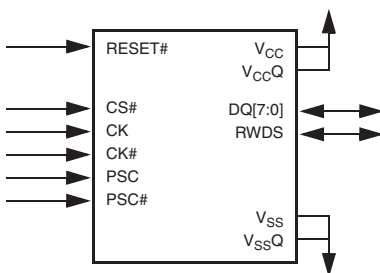 RESET#
CS#
CK
CK#
PSC
PSC#
VCC
VCCQ
DQ[7:0]
RWDS
VSS
VSSQ